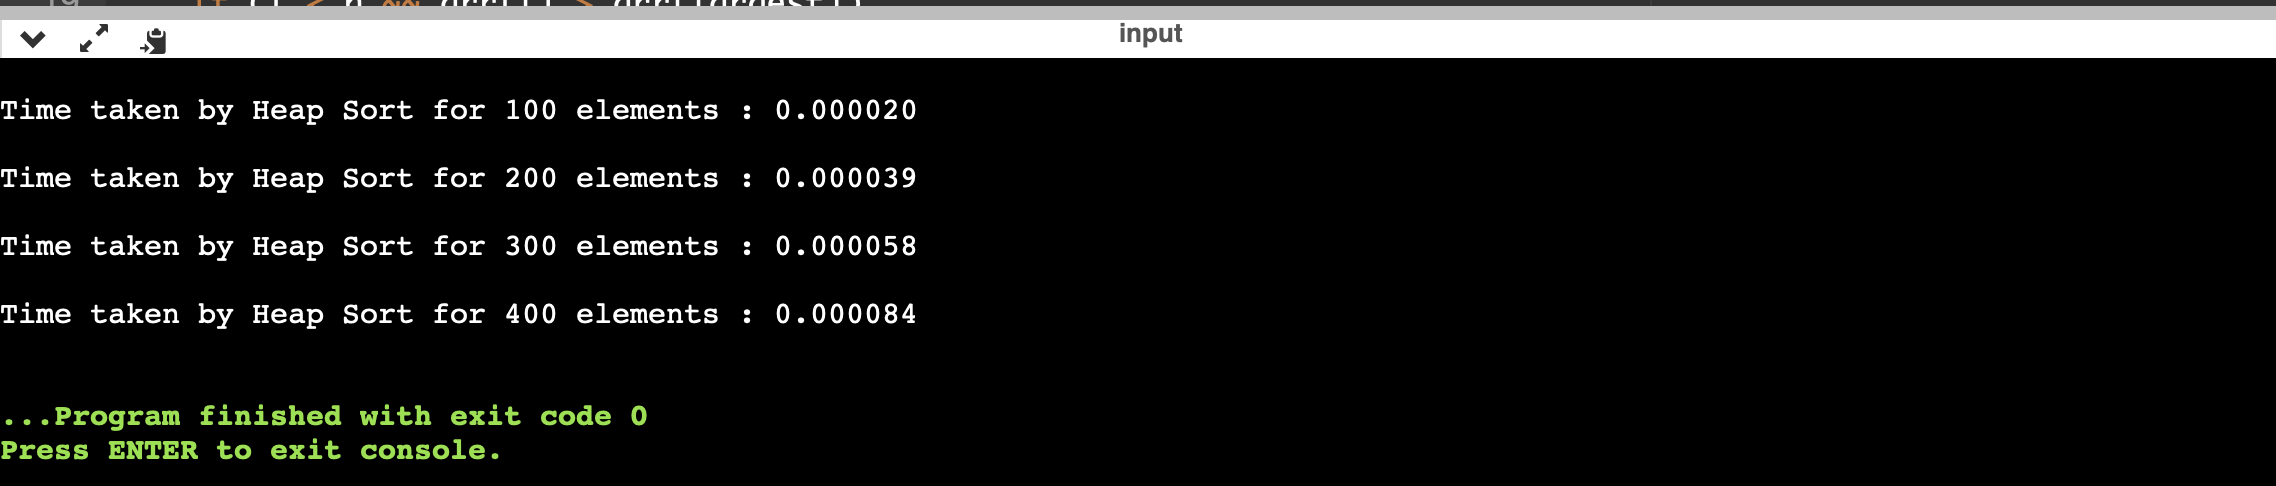 input
Time taken by Heap Sort for 100 elements : 0.000020
Time taken by Heap Sort for 200 elements : 0.000039
Time taken by Heap Sort for 300 elements : 0.000058
Time taken by Heap Sort for 400 elements : 0.000084
...Program finished with exit code 0
Press ENTER to exit console.